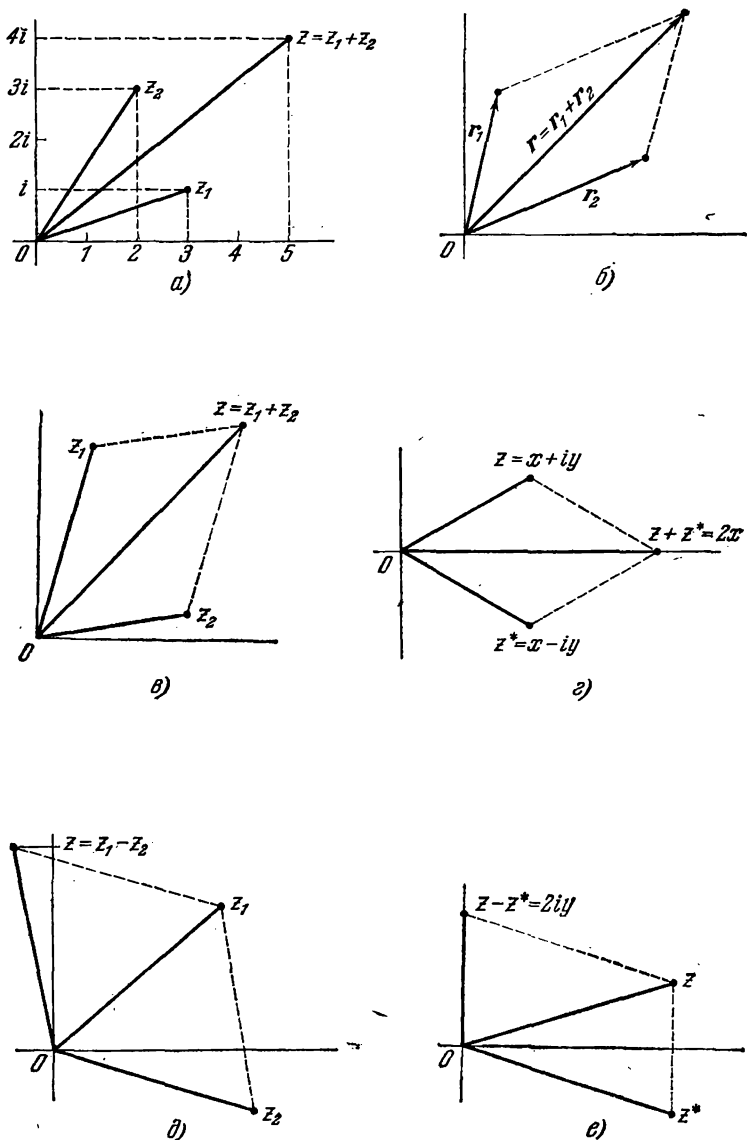 4i
z = z₁ + z₂
3i
z₂
2i
i
z₁
0 1 2 3 4 5
а)
r₁
r = r₁ + r₂
r₂
0
б)
z = z₁ + z₂
z₁
z₂
0
в)
z = x + iy
z + z* = 2x
0
z* = x − iy
г)
z = z₁ − z₂
z₁
0
z₂
д)
z − z* = 2iy
z
0
z*
е)